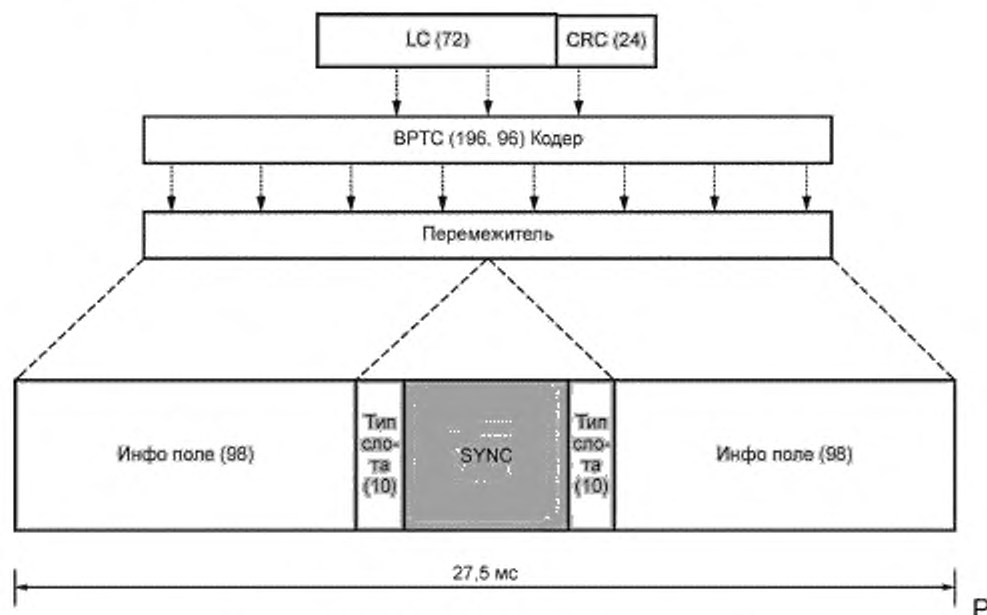 LC (72) CRC (24)
ВРТС (196, 96) Кодер
Перемежитель
Инфо поле (98)
Тип
сло-
та
(10)
SYNC
Тип
сло-
та
(10)
Инфо поле (98)
27,5 мс
Р